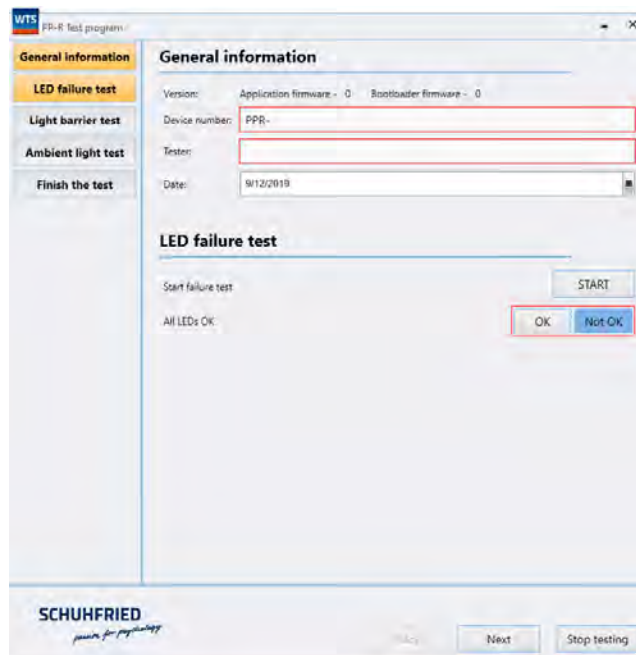 WTS PP-R Test program
General information
LED failure test
Light barrier test
Ambient light test
Finish the test
General information
Version: Application firmware - 0 Bootloader firmware - 0
Device number: PPR-
Tester:
Date: 9/12/2019
LED failure test
Start failure test START
All LEDs OK OK Not OK
SCHUHFRIED
passion for psychology
Next Stop testing